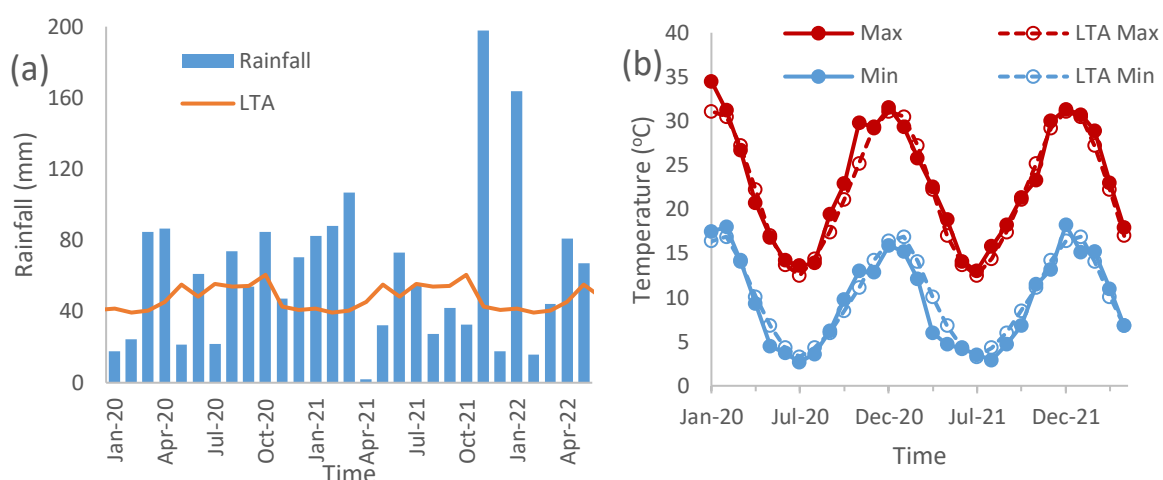 (a)
Rainfall
LTA
Rainfall (mm)
200
160
120
80
40
0
Jan-20
Apr-20
Jul-20
Oct-20
Jan-21
Apr-21
Jul-21
Oct-21
Jan-22
Apr-22
Time
(b)
Max
LTA Max
Min
LTA Min
Temperature (°C)
40
35
30
25
20
15
10
5
0
Jan-20
Jul-20
Dec-20
Jul-21
Dec-21
Time